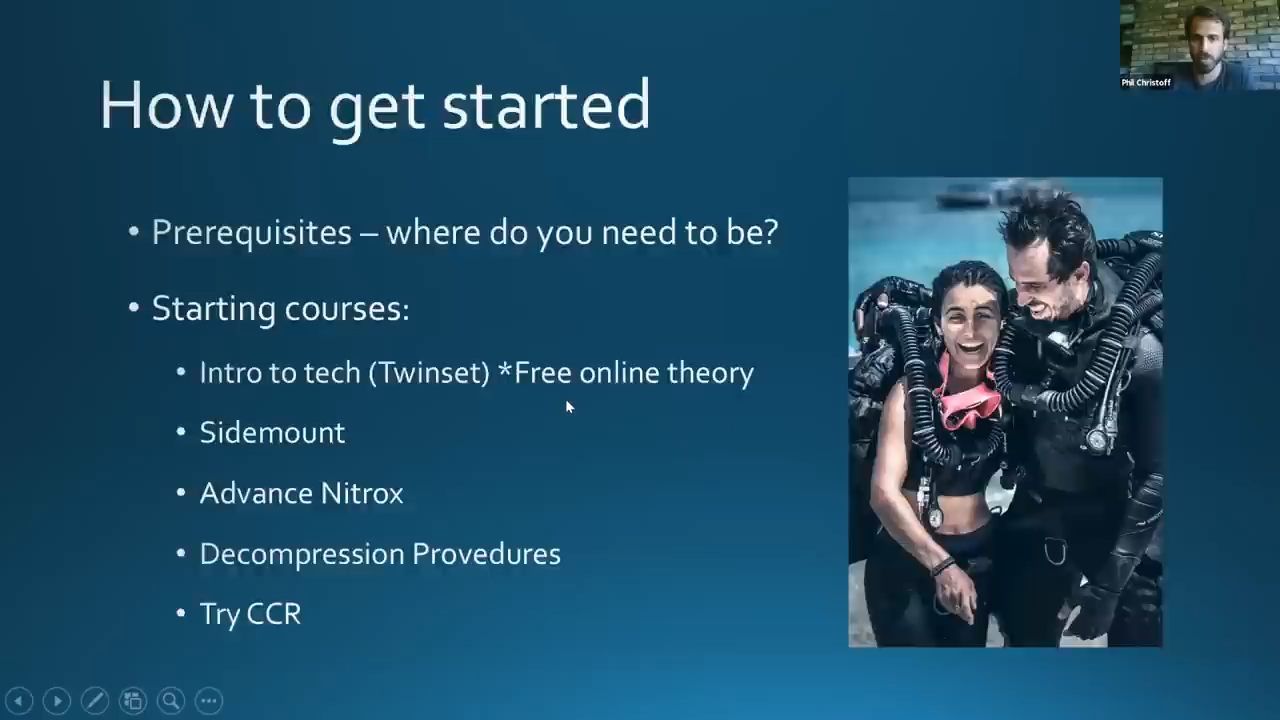 Phil Christoff
How to get started
• Prerequisites – where do you need to be?
• Starting courses:
• Intro to tech (Twinset) *Free online theory
• Sidemount
• Advance Nitrox
• Decompression Provedures
• Try CCR